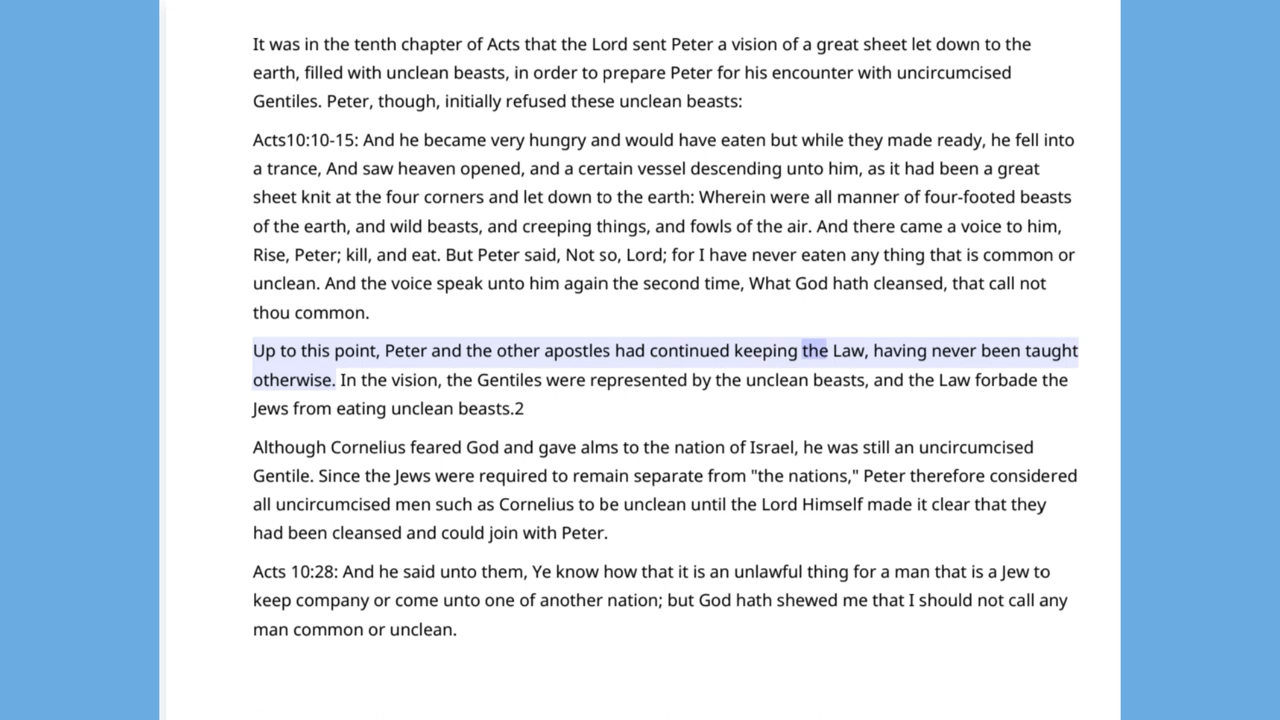 It was in the tenth chapter of Acts that the Lord sent Peter a vision of a great sheet let down to the
earth, filled with unclean beasts, in order to prepare Peter for his encounter with uncircumcised
Gentiles. Peter, though, initially refused these unclean beasts:
Acts10:10-15: And he became very hungry and would have eaten but while they made ready, he fell into
a trance, And saw heaven opened, and a certain vessel descending unto him, as it had been a great
sheet knit at the four corners and let down to the earth: Wherein were all manner of four-footed beasts
of the earth, and wild beasts, and creeping things, and fowls of the air. And there came a voice to him,
Rise, Peter; kill, and eat. But Peter said, Not so, Lord; for I have never eaten any thing that is common or
unclean. And the voice speak unto him again the second time, What God hath cleansed, that call not
thou common.
Up to this point, Peter and the other apostles had continued keeping the Law, having never been taught
otherwise. In the vision, the Gentiles were represented by the unclean beasts, and the Law forbade the
Jews from eating unclean beasts.2
Although Cornelius feared God and gave alms to the nation of Israel, he was still an uncircumcised
Gentile. Since the Jews were required to remain separate from "the nations," Peter therefore considered
all uncircumcised men such as Cornelius to be unclean until the Lord Himself made it clear that they
had been cleansed and could join with Peter.
Acts 10:28: And he said unto them, Ye know how that it is an unlawful thing for a man that is a Jew to
keep company or come unto one of another nation; but God hath shewed me that I should not call any
man common or unclean.